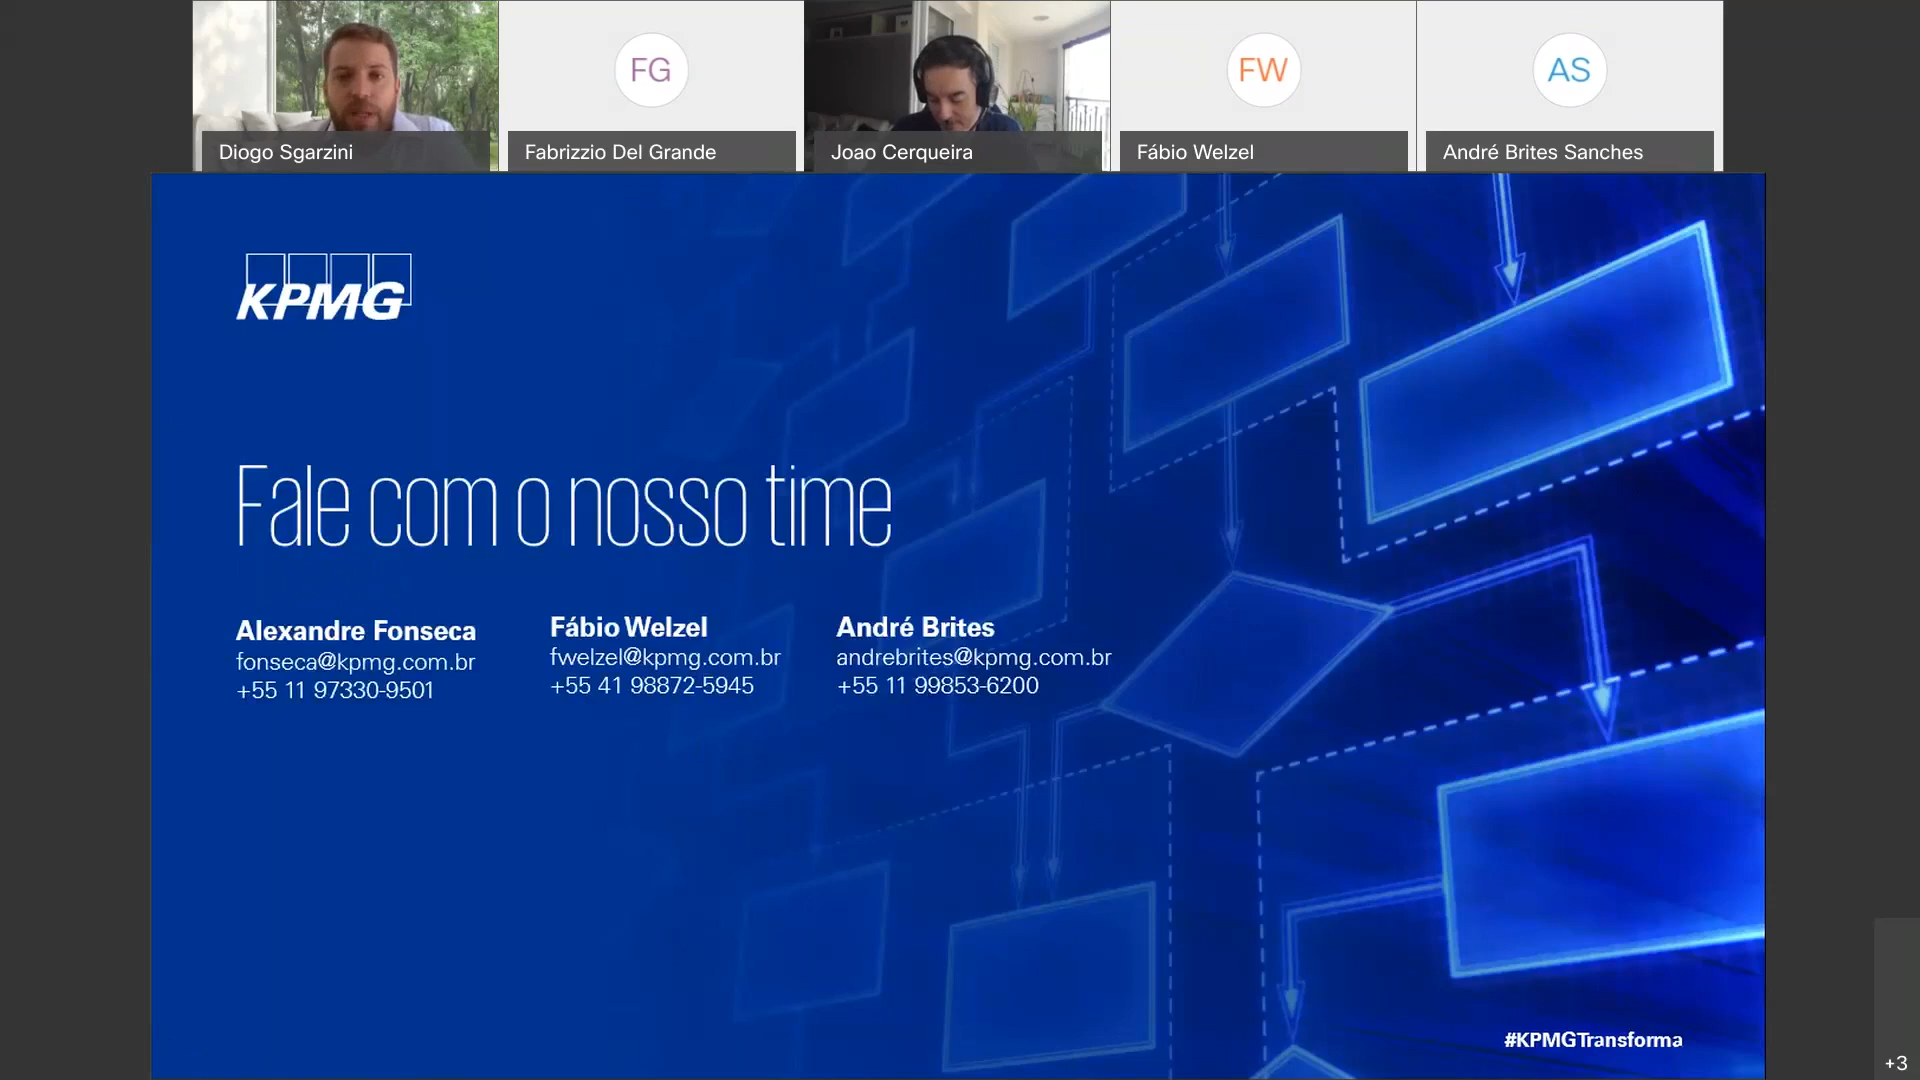 FG
FW
AS
Diogo Sgarzini
Fabrizzio Del Grande
Joao Cerqueira
Fábio Welzel
André Brites Sanches
KPMG
Fale com o nosso time
Alexandre Fonseca
fonseca@kpmg.com.br
+55 11 97330-9501
Fábio Welzel
fwelzel@kpmg.com.br
+55 41 98872-5945
André Brites
andrebrites@kpmg.com.br
+55 11 99853-6200
#KPMGTransforma
+3